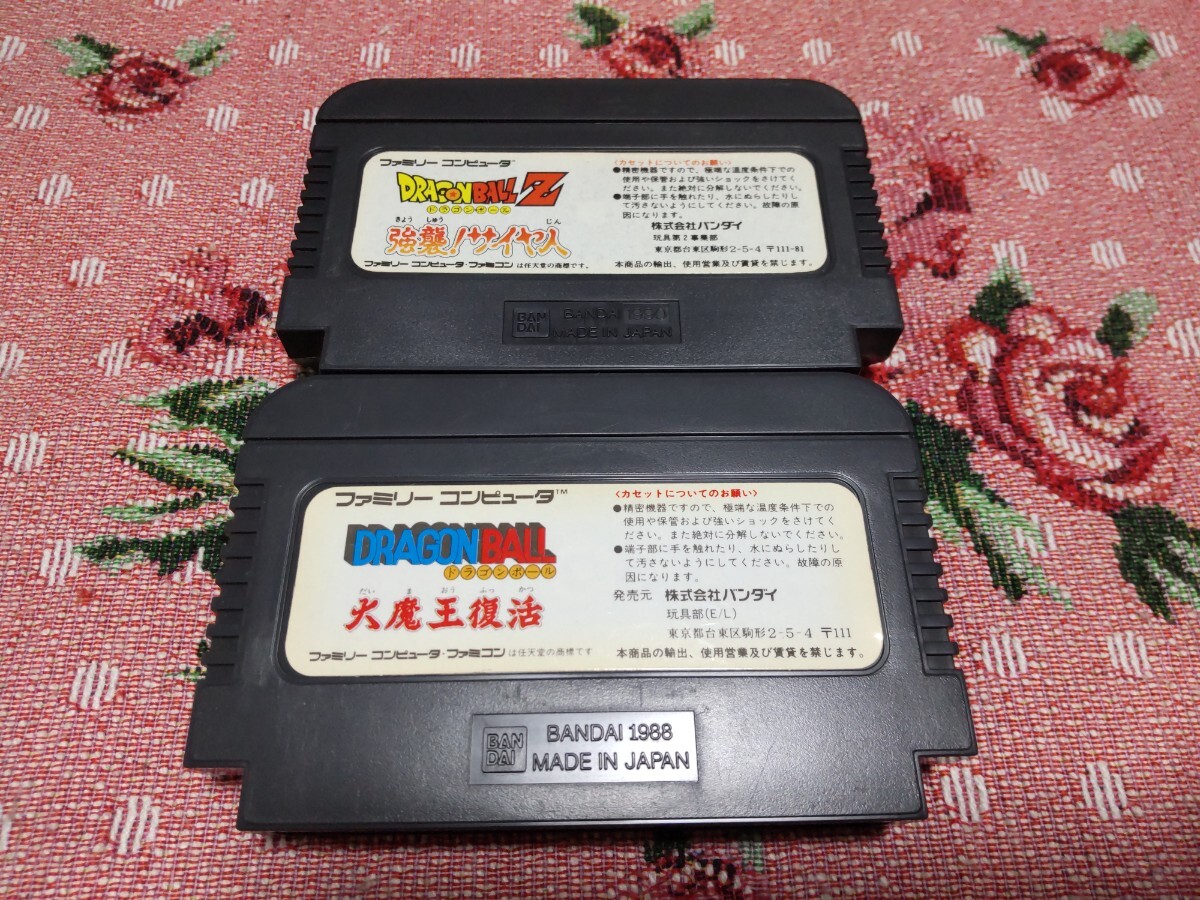 ファミリー コンピュータ™
DRAGON BALL Z
ドラゴンボール
きょう しゅう じん
強襲!サイヤ人
ファミリー コンピュータ・ファミコン は任天堂の商標です。
〈カセットについてのお願い〉
●精密機器ですので、極端な温度条件下での
使用や保管および強いショックをさけてく
ださい。また絶対に分解しないでください。
●端子部に手を触れたり、水にぬらしたりし
て汚さないようにしてください。故障の原
因になります。
株式会社バンダイ
玩具第2事業部
東京都台東区駒形2-5-4 〒111-81
本商品の輸出、使用営業及び賃貸を禁じます。
BAN
DAI
BANDAI
MADE IN JAPAN
ファミリー コンピュータ™
DRAGON BALL
ドラゴンボール
だい ま おう ふっ かつ
大魔王復活
ファミリー コンピュータ・ファミコン は任天堂の商標です
〈カセットについてのお願い〉
●精密機器ですので、極端な温度条件下での
使用や保管および強いショックをさけてく
ださい。また絶対に分解しないでください。
●端子部に手を触れたり、水にぬらしたりし
て汚さないようにしてください。故障の原
因になります。
発売元 株式会社バンダイ
玩具部(E/L)
東京都台東区駒形2-5-4 〒111
本商品の輸出、使用営業及び賃貸を禁じます。
BAN
DAI
BANDAI 1988
MADE IN JAPAN